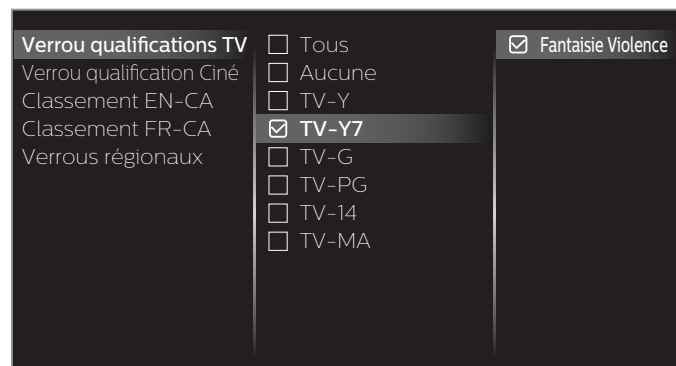 Verrou qualifications TV
Verrou qualification Ciné
Classement EN-CA
Classement FR-CA
Verrous régionaux
Tous
Aucune
TV-Y
TV-Y7
TV-G
TV-PG
TV-14
TV-MA
Fantaisie Violence